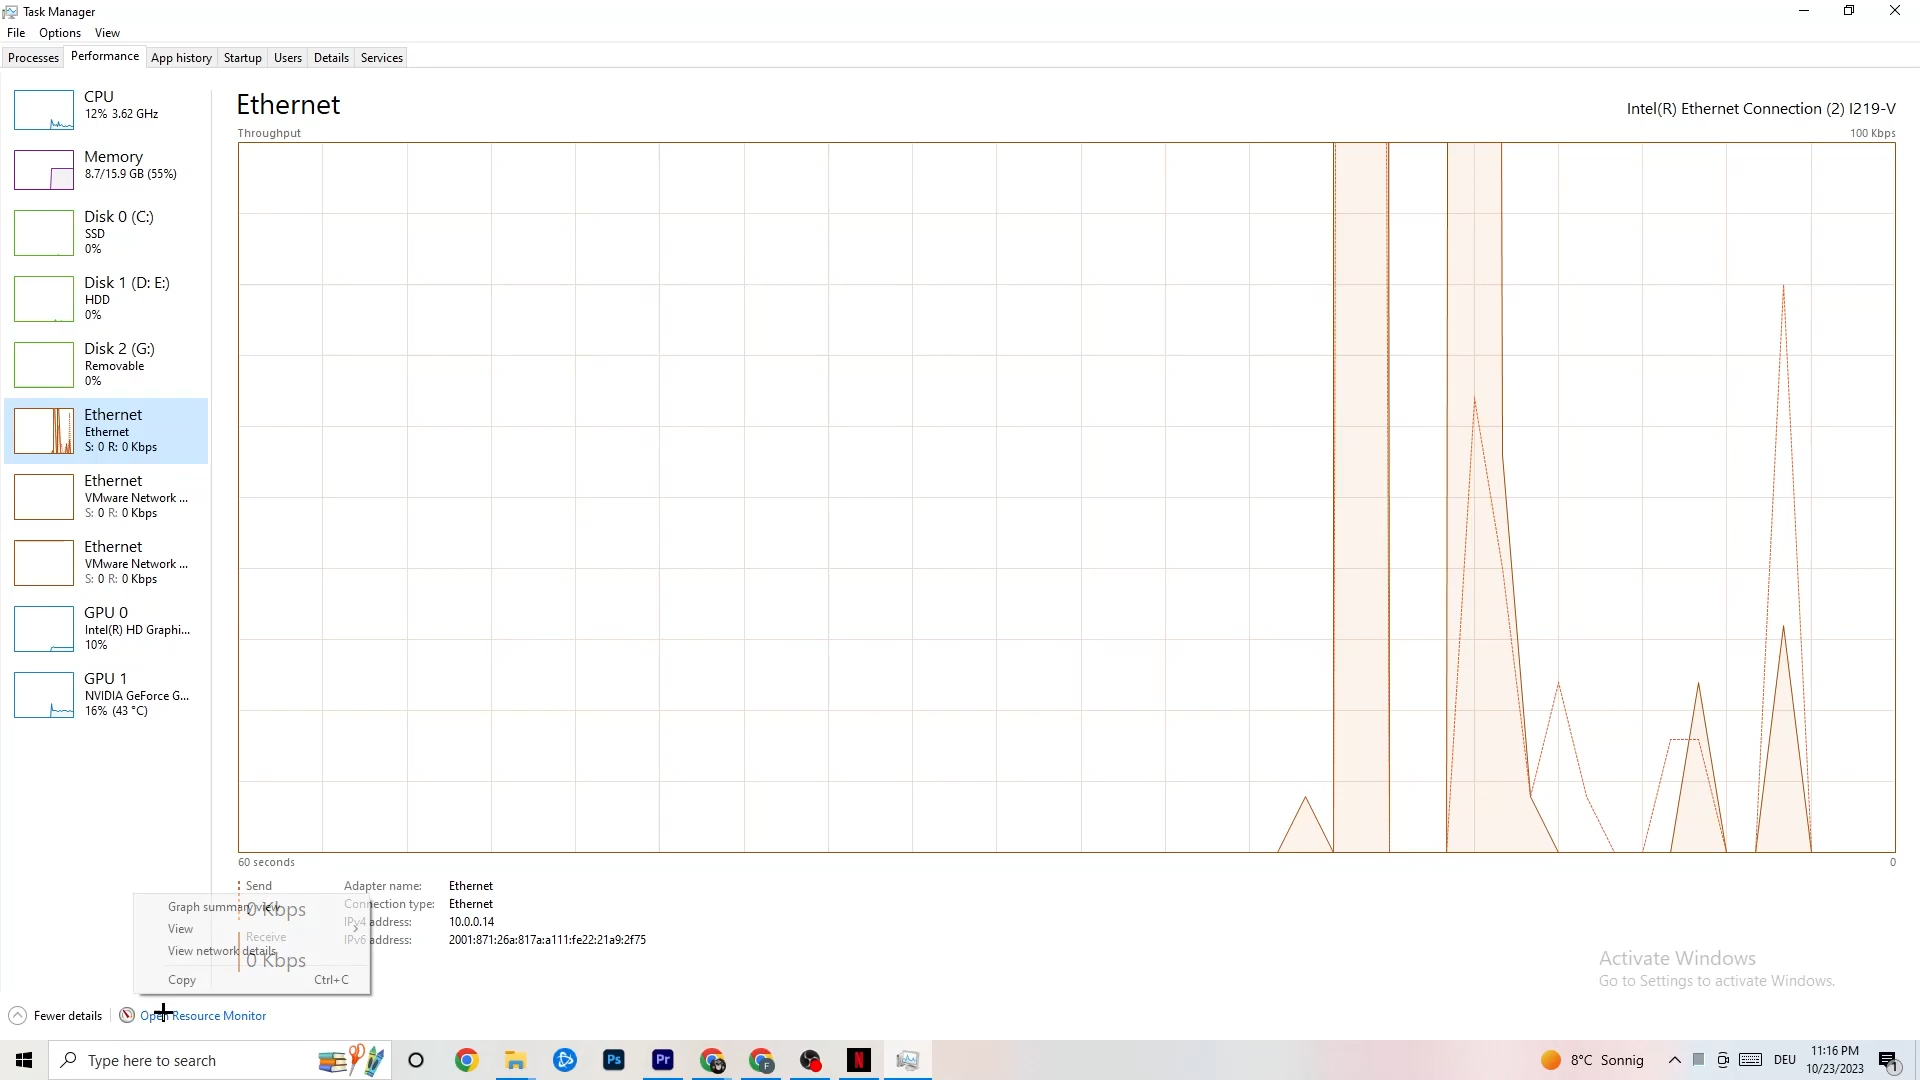 Task Manager
File Options View
Processes Performance App history Startup Users Details Services
CPU
12% 3.62 GHz
Memory
8.7/15.9 GB (55%)
Disk 0 (C:)
SSD
0%
Disk 1 (D: E:)
HDD
0%
Disk 2 (G:)
Removable
0%
Ethernet
Ethernet
S: 0 R: 0 Kbps
Ethernet
VMware Network ...
S: 0 R: 0 Kbps
Ethernet
VMware Network ...
S: 0 R: 0 Kbps
GPU 0
Intel(R) HD Graphi...
10%
GPU 1
NVIDIA GeForce G...
16% (43 °C)
Ethernet
Intel(R) Ethernet Connection (2) I219-V
Throughput
100 Kbps
60 seconds
0
Send
0 Kbps
Receive
0 Kbps
Adapter name: Ethernet
Connection type: Ethernet
IPv4 address: 10.0.0.14
IPv6 address: 2001:871:26a:817a:a111:fe22:21a9:2f75
Graph summary view
View
View network details
Copy Ctrl+C
Activate Windows
Go to Settings to activate Windows.
Fewer details
Open Resource Monitor
Type here to search
Ps
Pr
F
N
8°C Sonnig
DEU
11:16 PM
10/23/2023
1